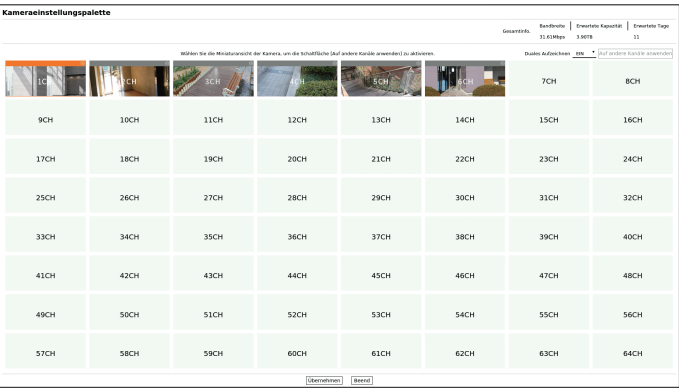 Kameraeinstellungspalette
Gesamtinfo. Bandbreite Erwartete Kapazität Erwartete Tage
31.61Mbps 3.90TB 11
Wählen Sie die Miniaturansicht der Kamera, um die Schaltfläche [Auf andere Kanäle anwenden] zu aktivieren. Duales Aufzeichnen EIN Auf andere Kanäle anwenden
1CH 2CH 3CH 4CH 5CH 6CH 7CH 8CH
9CH 10CH 11CH 12CH 13CH 14CH 15CH 16CH
17CH 18CH 19CH 20CH 21CH 22CH 23CH 24CH
25CH 26CH 27CH 28CH 29CH 30CH 31CH 32CH
33CH 34CH 35CH 36CH 37CH 38CH 39CH 40CH
41CH 42CH 43CH 44CH 45CH 46CH 47CH 48CH
49CH 50CH 51CH 52CH 53CH 54CH 55CH 56CH
57CH 58CH 59CH 60CH 61CH 62CH 63CH 64CH
Übernehmen Beend